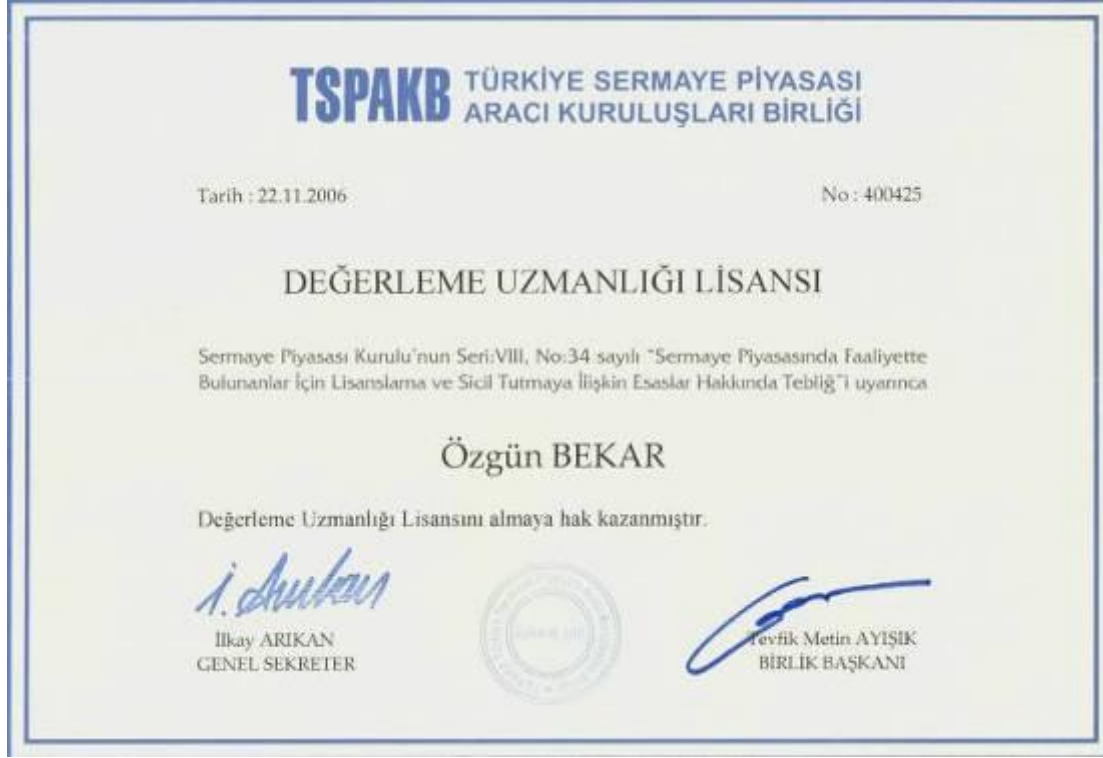 TSPAKB TÜRKİYE SERMAYE PİYASASI
ARACI KURULUŞLARI BİRLİĞİ
Tarih : 22.11.2006
No : 400425
DEĞERLEME UZMANLIĞI LİSANSI
Sermaye Piyasası Kurulu'nun Seri:VIII, No:34 sayılı "Sermaye Piyasasında Faaliyette
Bulunanlar İçin Lisanslama ve Sicil Tutmaya İlişkin Esaslar Hakkında Tebliğ"i uyarınca
Özgün BEKAR
Değerleme Uzmanlığı Lisansını almaya hak kazanmıştır.
İ. Arıkan
İlkay ARIKAN
GENEL SEKRETER
Tevfik Metin AYIŞIK
BİRLİK BAŞKANI